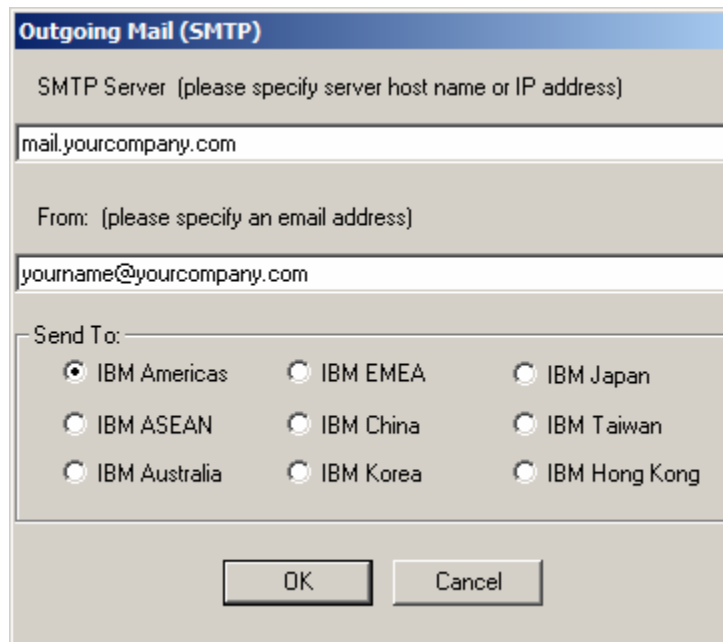 Outgoing Mail (SMTP)
SMTP Server (please specify server host name or IP address)
mail.yourcompany.com
From: (please specify an email address)
yourname@yourcompany.com
Send To:
IBM Americas IBM EMEA IBM Japan
IBM ASEAN IBM China IBM Taiwan
IBM Australia IBM Korea IBM Hong Kong
OK Cancel